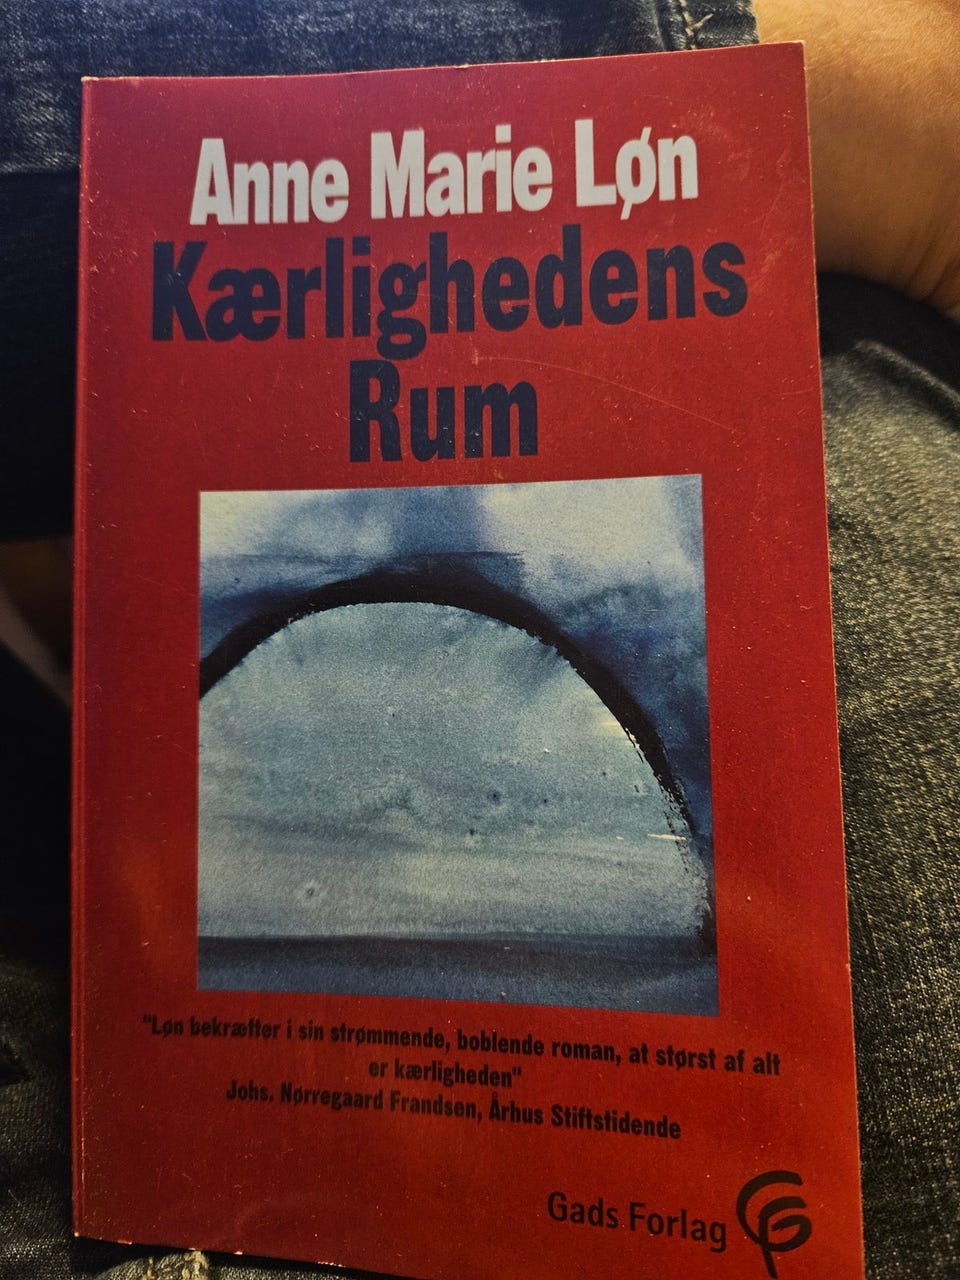 Anne Marie Løn
Kærlighedens
Rum
"Løn bekræfter i sin strømmende, boblende roman, at størst af alt
er kærligheden"
Johs. Nørregaard Frandsen, Århus Stiftstidende
Gads Forlag